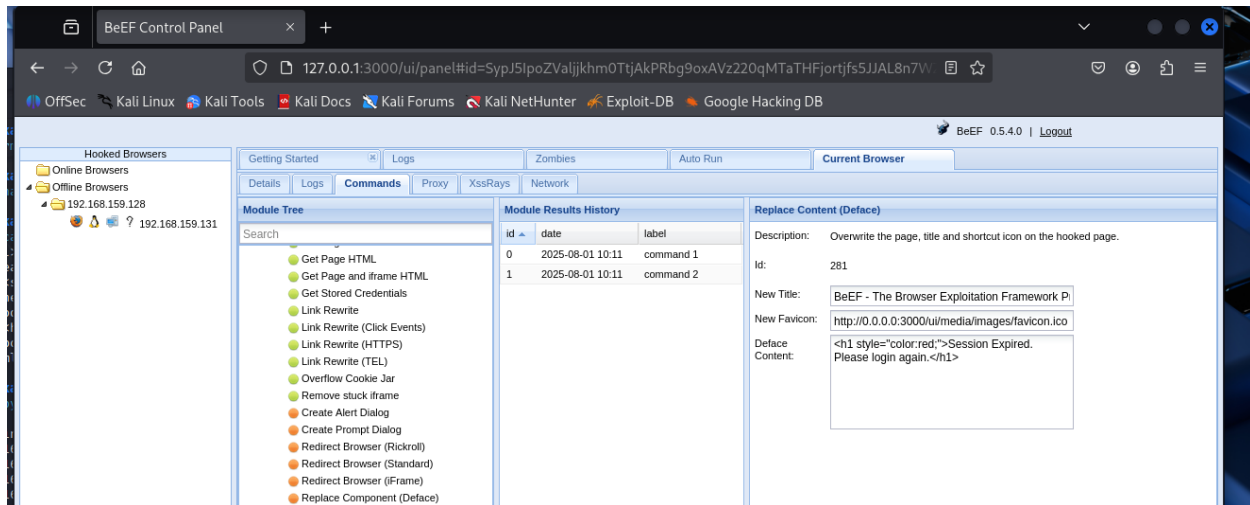 BeEF Control Panel
127.0.0.1:3000/ui/panel#id=SypJ5IpoZValjjkhm0TtjAkPRbg9oxAVz220qMTaTHFjortjfs5JJAL8n7W
OffSec Kali Linux Kali Tools Kali Docs Kali Forums Kali NetHunter Exploit-DB Google Hacking DB
BeEF 0.5.4.0 | Logout
Hooked Browsers
Online Browsers
Offline Browsers
192.168.159.128
? 192.168.159.131
Getting Started Logs Zombies Auto Run Current Browser
Details Logs Commands Proxy XssRays Network
Module Tree
Search
Get Page HTML
Get Page and iframe HTML
Get Stored Credentials
Link Rewrite
Link Rewrite (Click Events)
Link Rewrite (HTTPS)
Link Rewrite (TEL)
Overflow Cookie Jar
Remove stuck iframe
Create Alert Dialog
Create Prompt Dialog
Redirect Browser (Rickroll)
Redirect Browser (Standard)
Redirect Browser (iFrame)
Replace Component (Deface)
Module Results History
id date label
0 2025-08-01 10:11 command 1
1 2025-08-01 10:11 command 2
Replace Content (Deface)
Description: Overwrite the page, title and shortcut icon on the hooked page.
Id: 281
New Title: BeEF - The Browser Exploitation Framework P
New Favicon: http://0.0.0.0:3000/ui/media/images/favicon.ico
Deface Content: <h1 style="color:red;">Session Expired.
Please login again.</h1>